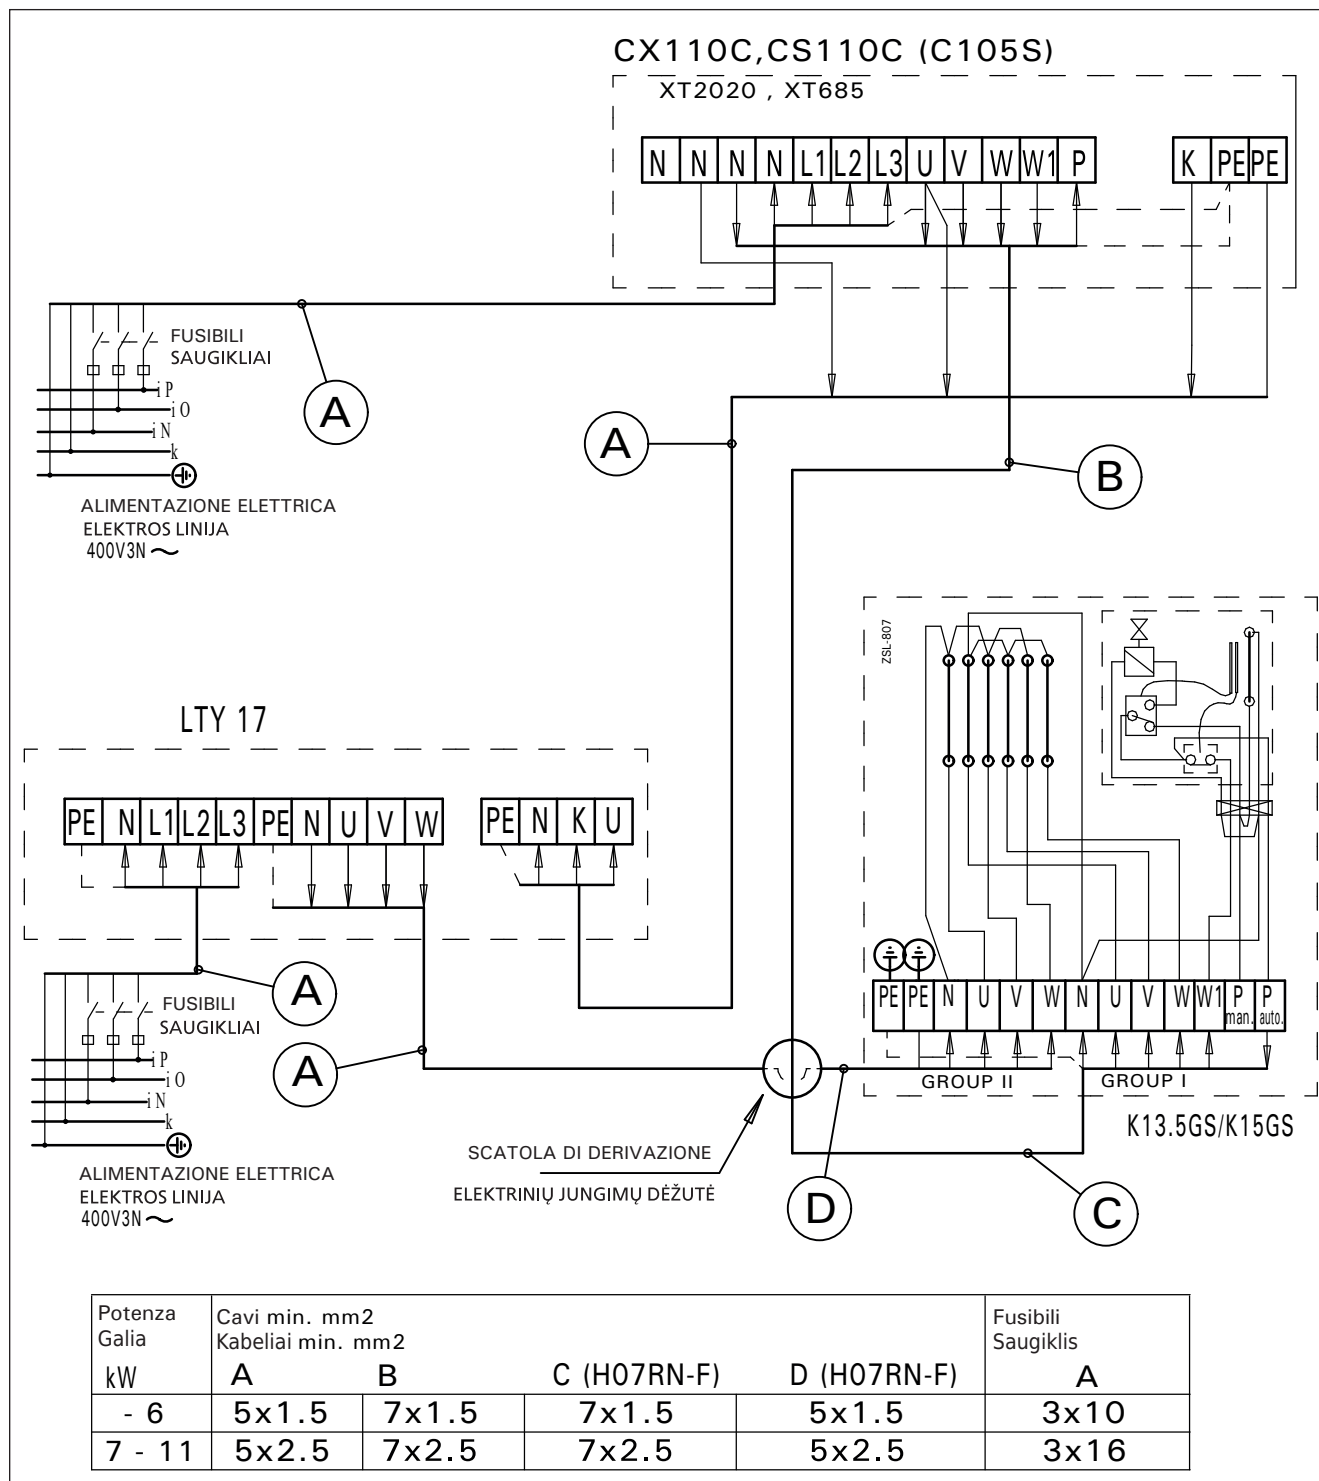 CX110C,CS110C (C105S)
XT2020 , XT685
N N N N L1 L2 L3 U V W W1 P K PE PE
FUSIBILI
SAUGIKLIAI
i P
i O
i N
k
A
A
B
ALIMENTAZIONE ELETTRICA
ELEKTROS LINIJA
400V3N ~
ZSL-807
LTY 17
PE N L1 L2 L3 PE N U V W PE N K U
A
FUSIBILI
SAUGIKLIAI
A
i P
i O
i N
k
PE PE N U V W N U V W W1 P man. P auto.
GROUP II GROUP I
K13.5GS/K15GS
ALIMENTAZIONE ELETTRICA
ELEKTROS LINIJA
400V3N ~
SCATOLA DI DERIVAZIONE
ELEKTRINIŲ JUNGIMŲ DĖŽUTĖ
D
C
Potenza Cavi min. mm2 Fusibili
Galia Kabeliai min. mm2 Saugiklis
kW A B C (H07RN-F) D (H07RN-F) A
- 6 5x1.5 7x1.5 7x1.5 5x1.5 3x10
7 - 11 5x2.5 7x2.5 7x2.5 5x2.5 3x16